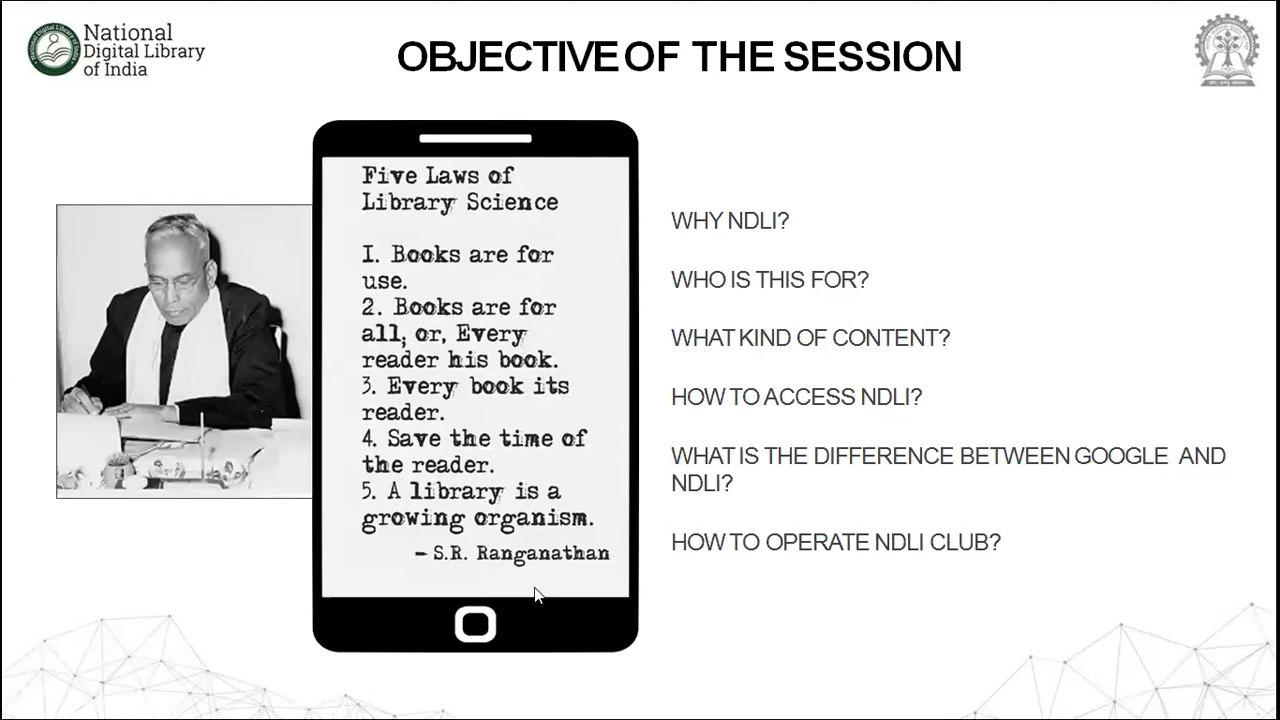 National
Digital Library
of India
OBJECTIVE OF THE SESSION
Five Laws of
Library Science
1. Books are for
use.
2. Books are for
all; or, Every
reader his book.
3. Every book its
reader.
4. Save the time of
the reader.
5. A library is a
growing organism.
- S.R. Ranganathan
WHY NDLI?
WHO IS THIS FOR?
WHAT KIND OF CONTENT?
HOW TO ACCESS NDLI?
WHAT IS THE DIFFERENCE BETWEEN GOOGLE AND
NDLI?
HOW TO OPERATE NDLI CLUB?